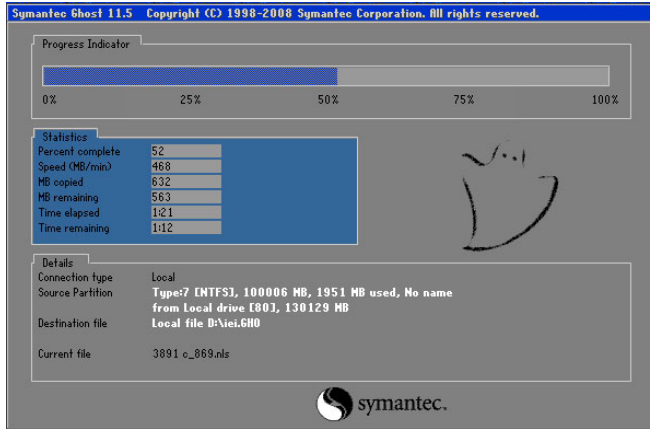 Symantec Ghost 11.5 Copyright (C) 1998-2008 Symantec Corporation. All rights reserved.
Progress Indicator
0% 25% 50% 75% 100%
Statistics
Percent complete 52
Speed (MB/min) 468
MB copied 632
MB remaining 563
Time elapsed 1:21
Time remaining 1:12
Details
Connection type Local
Source Partition Type:7 [NTFS], 100006 MB, 1951 MB used, No name
from Local drive [80], 130129 MB
Destination file Local file D:\iei.GHO
Current file 3891 c_869.nls
symantec.